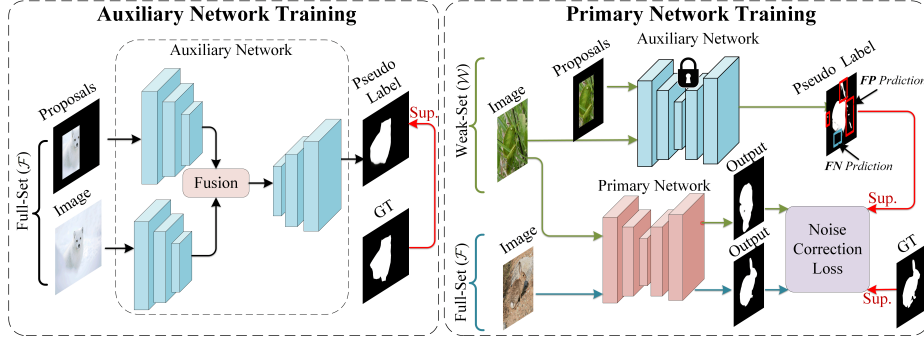 Auxiliary Network Training
Auxiliary Network
Proposals
Image
Full-Set (F)
Fusion
Pseudo
Label
Sup.
GT
Primary Network Training
Auxiliary Network
Proposals
Image
Weak-Set (W)
Pseudo Label
FP Prdiction
FN Prdiction
Output
Primary Network
Sup.
Image
Full-Set (F)
Output
Noise
Correction
Loss
GT
Sup.